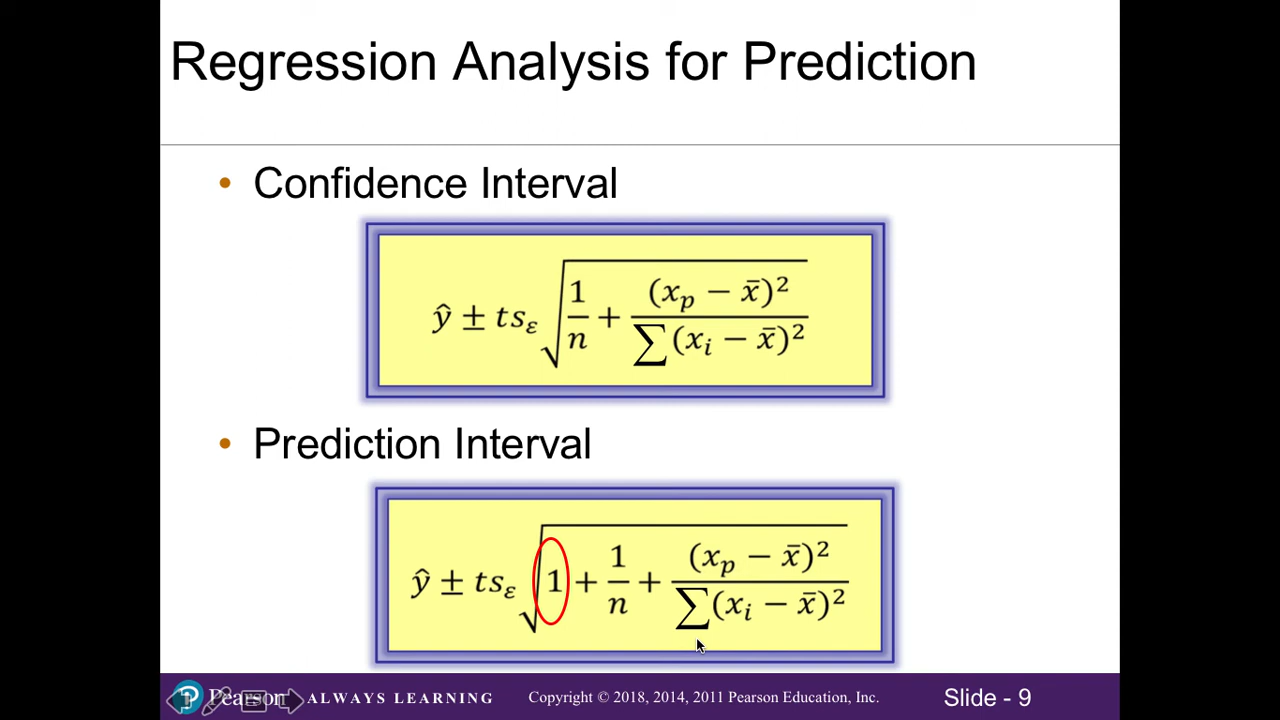 Regression Analysis for Prediction
• Confidence Interval
ŷ ± ts_ε √(1/n + (x_p − x̄)²/∑(x_i − x̄)²)
• Prediction Interval
ŷ ± ts_ε √(1 + 1/n + (x_p − x̄)²/∑(x_i − x̄)²)
Pearson ALWAYS LEARNING Copyright © 2018, 2014, 2011 Pearson Education, Inc. Slide - 9